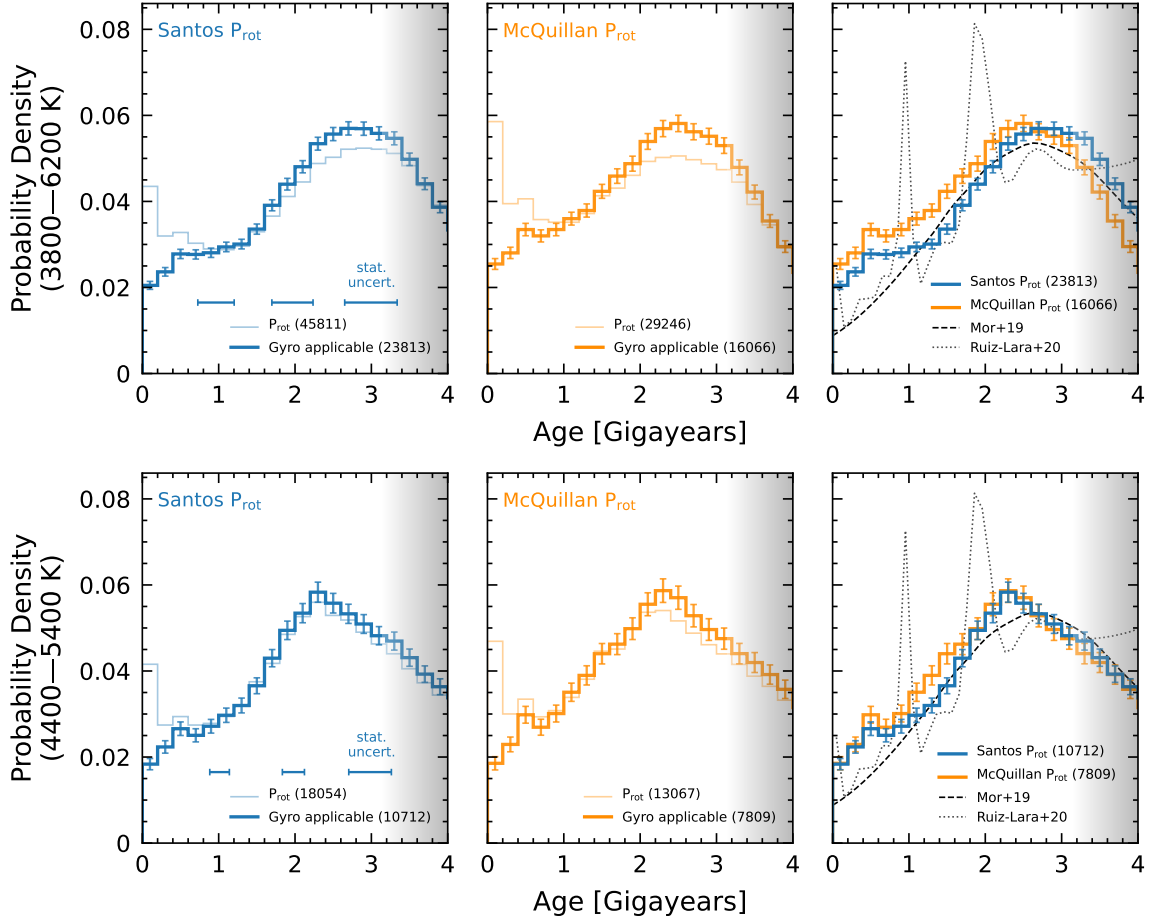 Probability Density
(3800—6200 K)
0.08
0.06
0.04
0.02
0
Santos P_rot
stat.
uncert.
P_rot (45811)
Gyro applicable (23813)
0 1 2 3 4
McQuillan P_rot
P_rot (29246)
Gyro applicable (16066)
0 1 2 3 4
Age [Gigayears]
Santos P_rot (23813)
McQuillan P_rot (16066)
Mor+19
Ruiz-Lara+20
0 1 2 3 4
Probability Density
(4400—5400 K)
0.08
0.06
0.04
0.02
0
Santos P_rot
stat.
uncert.
P_rot (18054)
Gyro applicable (10712)
0 1 2 3 4
McQuillan P_rot
P_rot (13067)
Gyro applicable (7809)
0 1 2 3 4
Age [Gigayears]
Santos P_rot (10712)
McQuillan P_rot (7809)
Mor+19
Ruiz-Lara+20
0 1 2 3 4